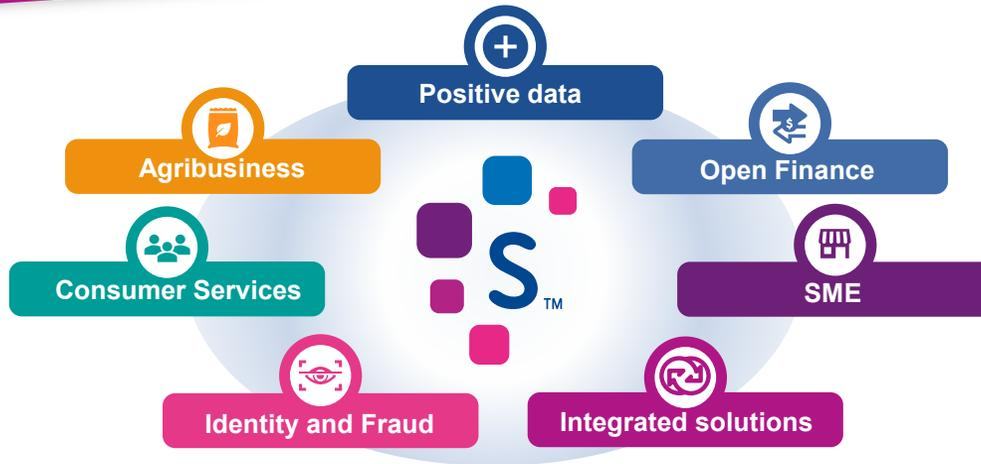 Positive data
Agribusiness
Open Finance
$
Consumer Services
SME
S™
Identity and Fraud
Integrated solutions